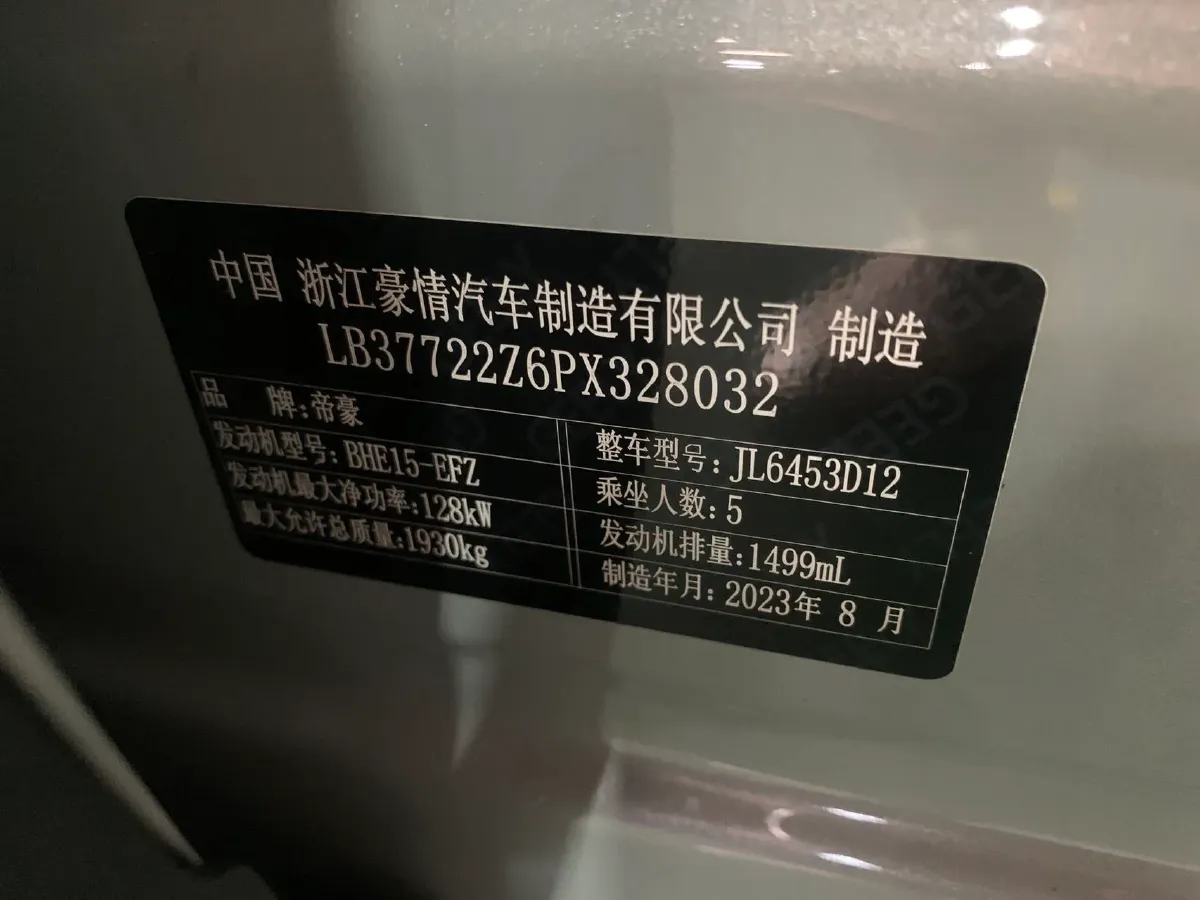 中国 浙江豪情汽车制造有限公司 制造
LB37722Z6PX328032
品 牌:帝豪
整车型号:JL6453D12
发动机型号:BHE15-EFZ
乘坐人数:5
发动机最大净功率:128kW
发动机排量:1499mL
最大允许总质量:1930kg
制造年月:2023年 8 月